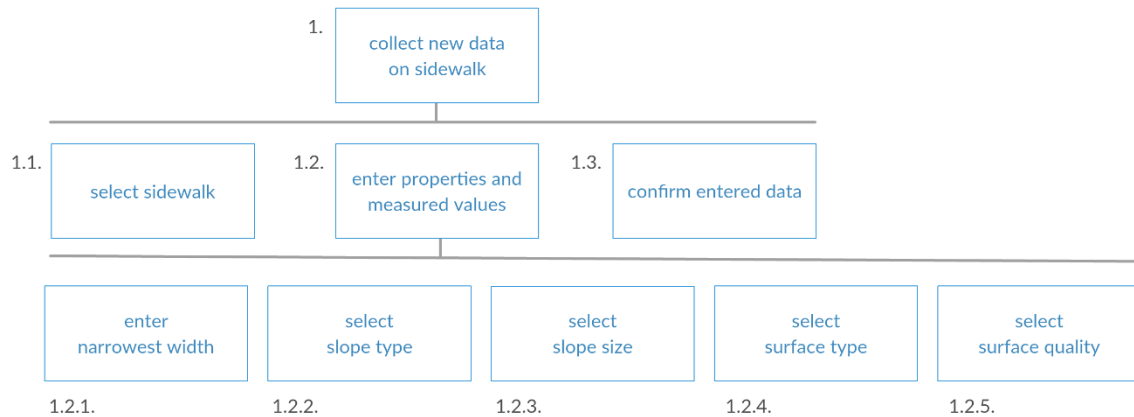 1.
collect new data
on sidewalk
1.1.
select sidewalk
1.2.
enter properties and
measured values
1.3.
confirm entered data
enter
narrowest width
select
slope type
select
slope size
select
surface type
select
surface quality
1.2.1.
1.2.2.
1.2.3.
1.2.4.
1.2.5.